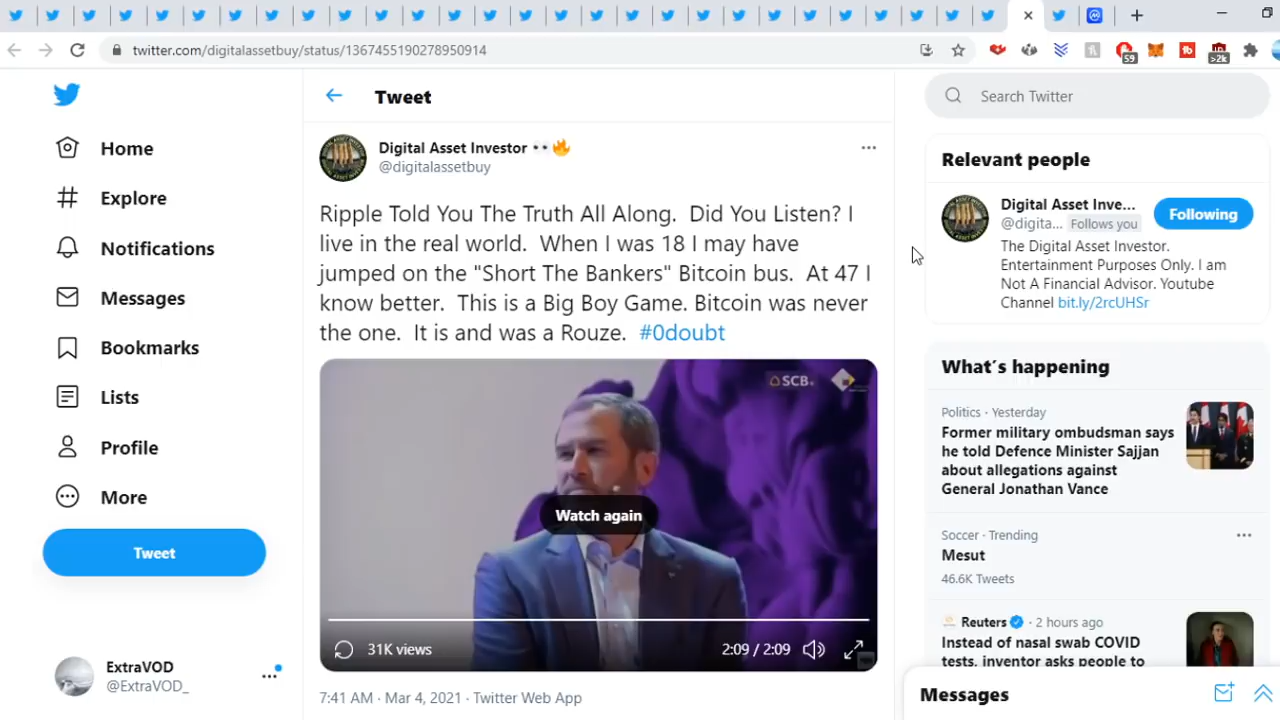 twitter.com/digitalassetbuy/status/1367455190278950914
59
>2k
Home
Explore
Notifications
Messages
Bookmarks
Lists
Profile
More
Tweet
ExtraVOD
@ExtraVOD_
Tweet
Digital Asset Investor
@digitalassetbuy
Ripple Told You The Truth All Along. Did You Listen? I
live in the real world. When I was 18 I may have
jumped on the "Short The Bankers" Bitcoin bus. At 47 I
know better. This is a Big Boy Game. Bitcoin was never
the one. It is and was a Rouze. #0doubt
SCB
Watch again
31K views
2:09 / 2:09
7:41 AM · Mar 4, 2021 · Twitter Web App
Search Twitter
Relevant people
Digital Asset Inve...
@digita... Follows you
Following
The Digital Asset Investor.
Entertainment Purposes Only. I am
Not A Financial Advisor. Youtube
Channel bit.ly/2rcUHSr
What's happening
Politics · Yesterday
Former military ombudsman says
he told Defence Minister Sajjan
about allegations against
General Jonathan Vance
Soccer · Trending
Mesut
46.6K Tweets
Reuters · 2 hours ago
Instead of nasal swab COVID
tests, inventor asks people to
Messages